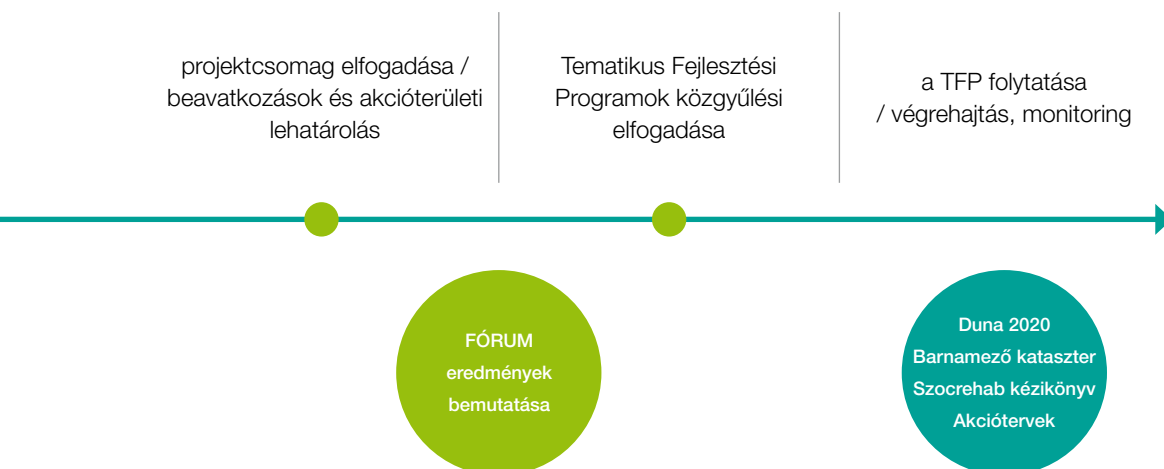 projektcsomag elfogadása /
beavatkozások és akcióterületi
lehatárolás
Tematikus Fejlesztési
Programok közgyűlési
elfogadása
a TFP folytatása
/ végrehajtás, monitoring
FÓRUM
eredmények
bemutatása
Duna 2020
Barnamező kataszter
Szocrehab kézikönyv
Akciótervek